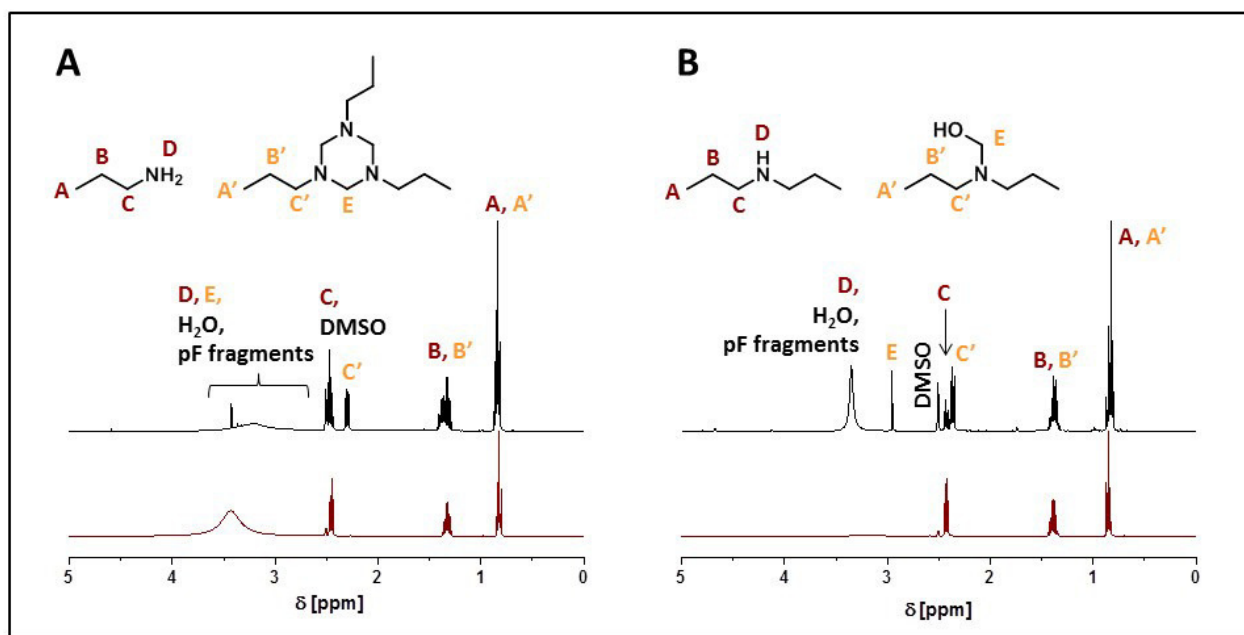 A
B
N
N
N
B
D
B'
NH₂
A
C
A'
C'
E
D
HO
E
B
H
B'
N
N
A
C
A'
C'
A, A'
A, A'
D, E,
H₂O,
pF fragments
C,
DMSO
C'
B, B'
D,
H₂O,
pF fragments
E
DMSO
C
C'
B, B'
5
4
3
2
1
0
δ [ppm]
5
4
3
2
1
0
δ [ppm]